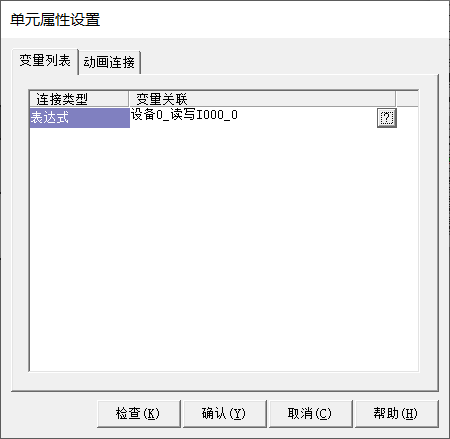 单元属性设置
变量列表 动画连接
连接类型 变量关联
表达式 设备0_读写I000_0 ?
检查(K) 确认(Y) 取消(C) 帮助(H)